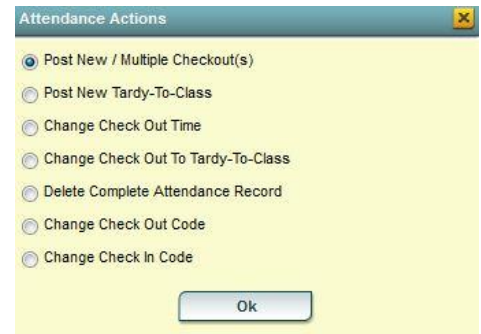 Attendance Actions
Post New / Multiple Checkout(s)
Post New Tardy-To-Class
Change Check Out Time
Change Check Out To Tardy-To-Class
Delete Complete Attendance Record
Change Check Out Code
Change Check In Code
Ok